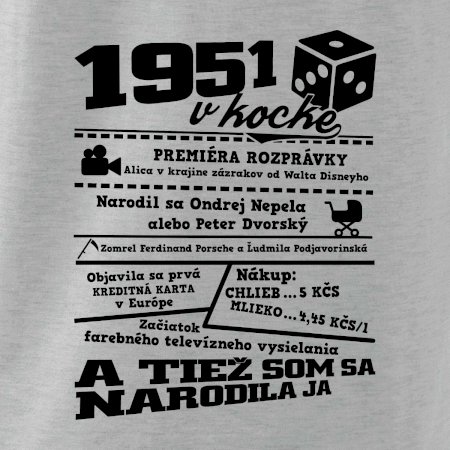 1951
v kocke
PREMIÉRA ROZPRÁVKY
Alica v krajine zázrakov od Walta Disneyho
Narodil sa Ondrej Nepela
alebo Peter Dvorský
Zomrel Ferdinand Porsche a Ľudmila Podjavorinská
Objavila sa prvá
KREDITNÁ KARTA
v Európe
Nákup:
CHLIEB...5 KČS
MLIEKO...4,45 KČS/l
Začiatok
farebného televízneho vysielania
A TIEŽ SOM SA
NARODILA JA